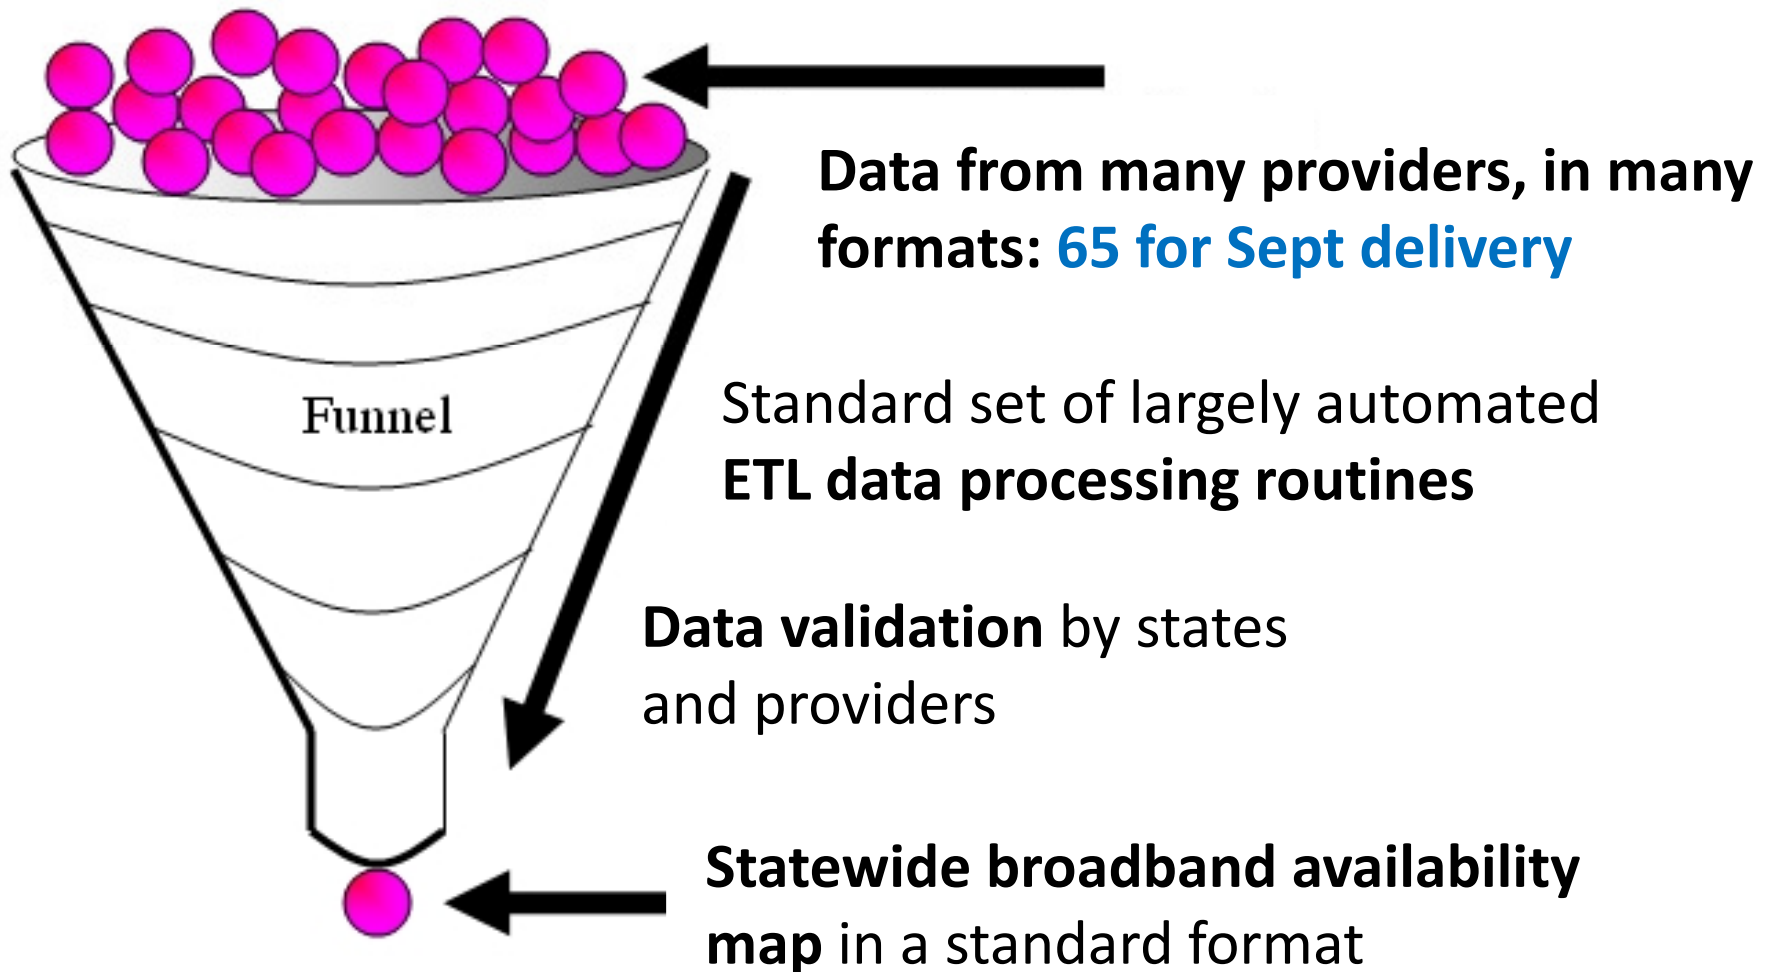 Data from many providers, in many
formats: 65 for Sept delivery
Funnel
Standard set of largely automated
ETL data processing routines
Data validation by states
and providers
Statewide broadband availability
map in a standard format